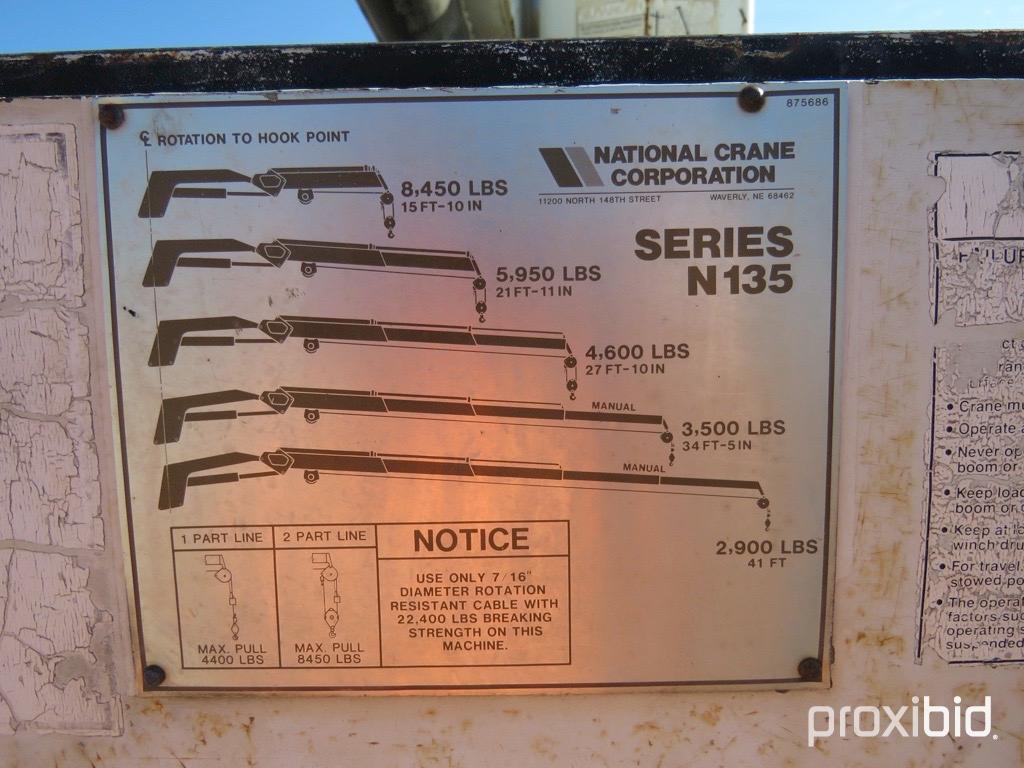 875686
℄ ROTATION TO HOOK POINT
NATIONAL CRANE
CORPORATION
11200 NORTH 148TH STREET WAVERLY, NE 68462
SERIES
N135
8,450 LBS
15 FT-10 IN
5,950 LBS
21 FT-11 IN
4,600 LBS
27 FT-10 IN
MANUAL
3,500 LBS
34 FT-5 IN
MANUAL
2,900 LBS
41 FT
1 PART LINE
MAX. PULL
4400 LBS
2 PART LINE
MAX. PULL
8450 LBS
NOTICE
USE ONLY 7/16"
DIAMETER ROTATION
RESISTANT CABLE WITH
22,400 LBS BREAKING
STRENGTH ON THIS
MACHINE.
• Crane
• Operate
• Never
boom or
• Keep
boom or
• Keep at
winch
• For travel
stowed
• The
factors
operating
suspended
proxibid.